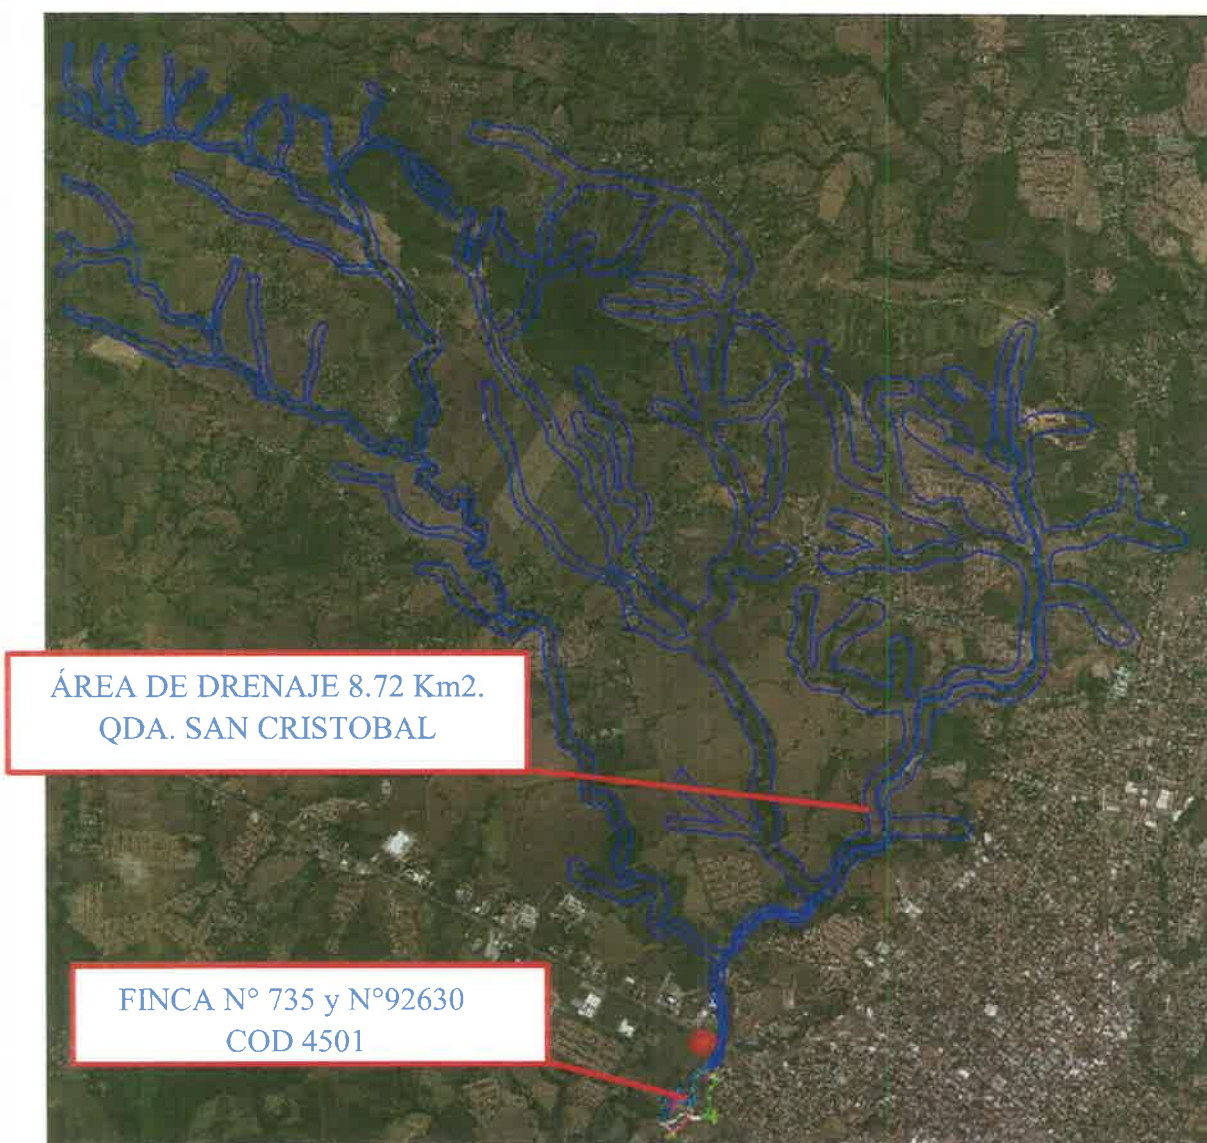 ÁREA DE DRENAJE 8.72 Km2.
QDA. SAN CRISTOBAL
FINCA N° 735 y N°92630
COD 4501